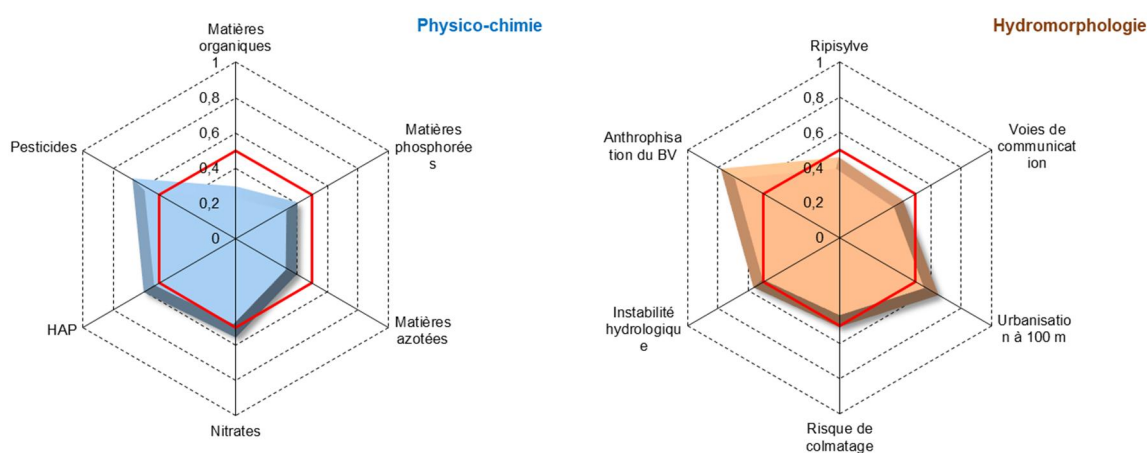 Physico-chimie
Matières
organiques
1
0,8
0,6
0,4
0,2
0
Matières
phosphorée
s
Matières
azotées
Nitrates
HAP
Pesticides
Hydromorphologie
Ripisylve
1
0,8
0,6
0,4
0,2
0
Voies de
communicat
ion
Urbanisatio
n à 100 m
Risque de
colmatage
Instabilité
hydrologiqu
e
Anthrophisa
tion du BV